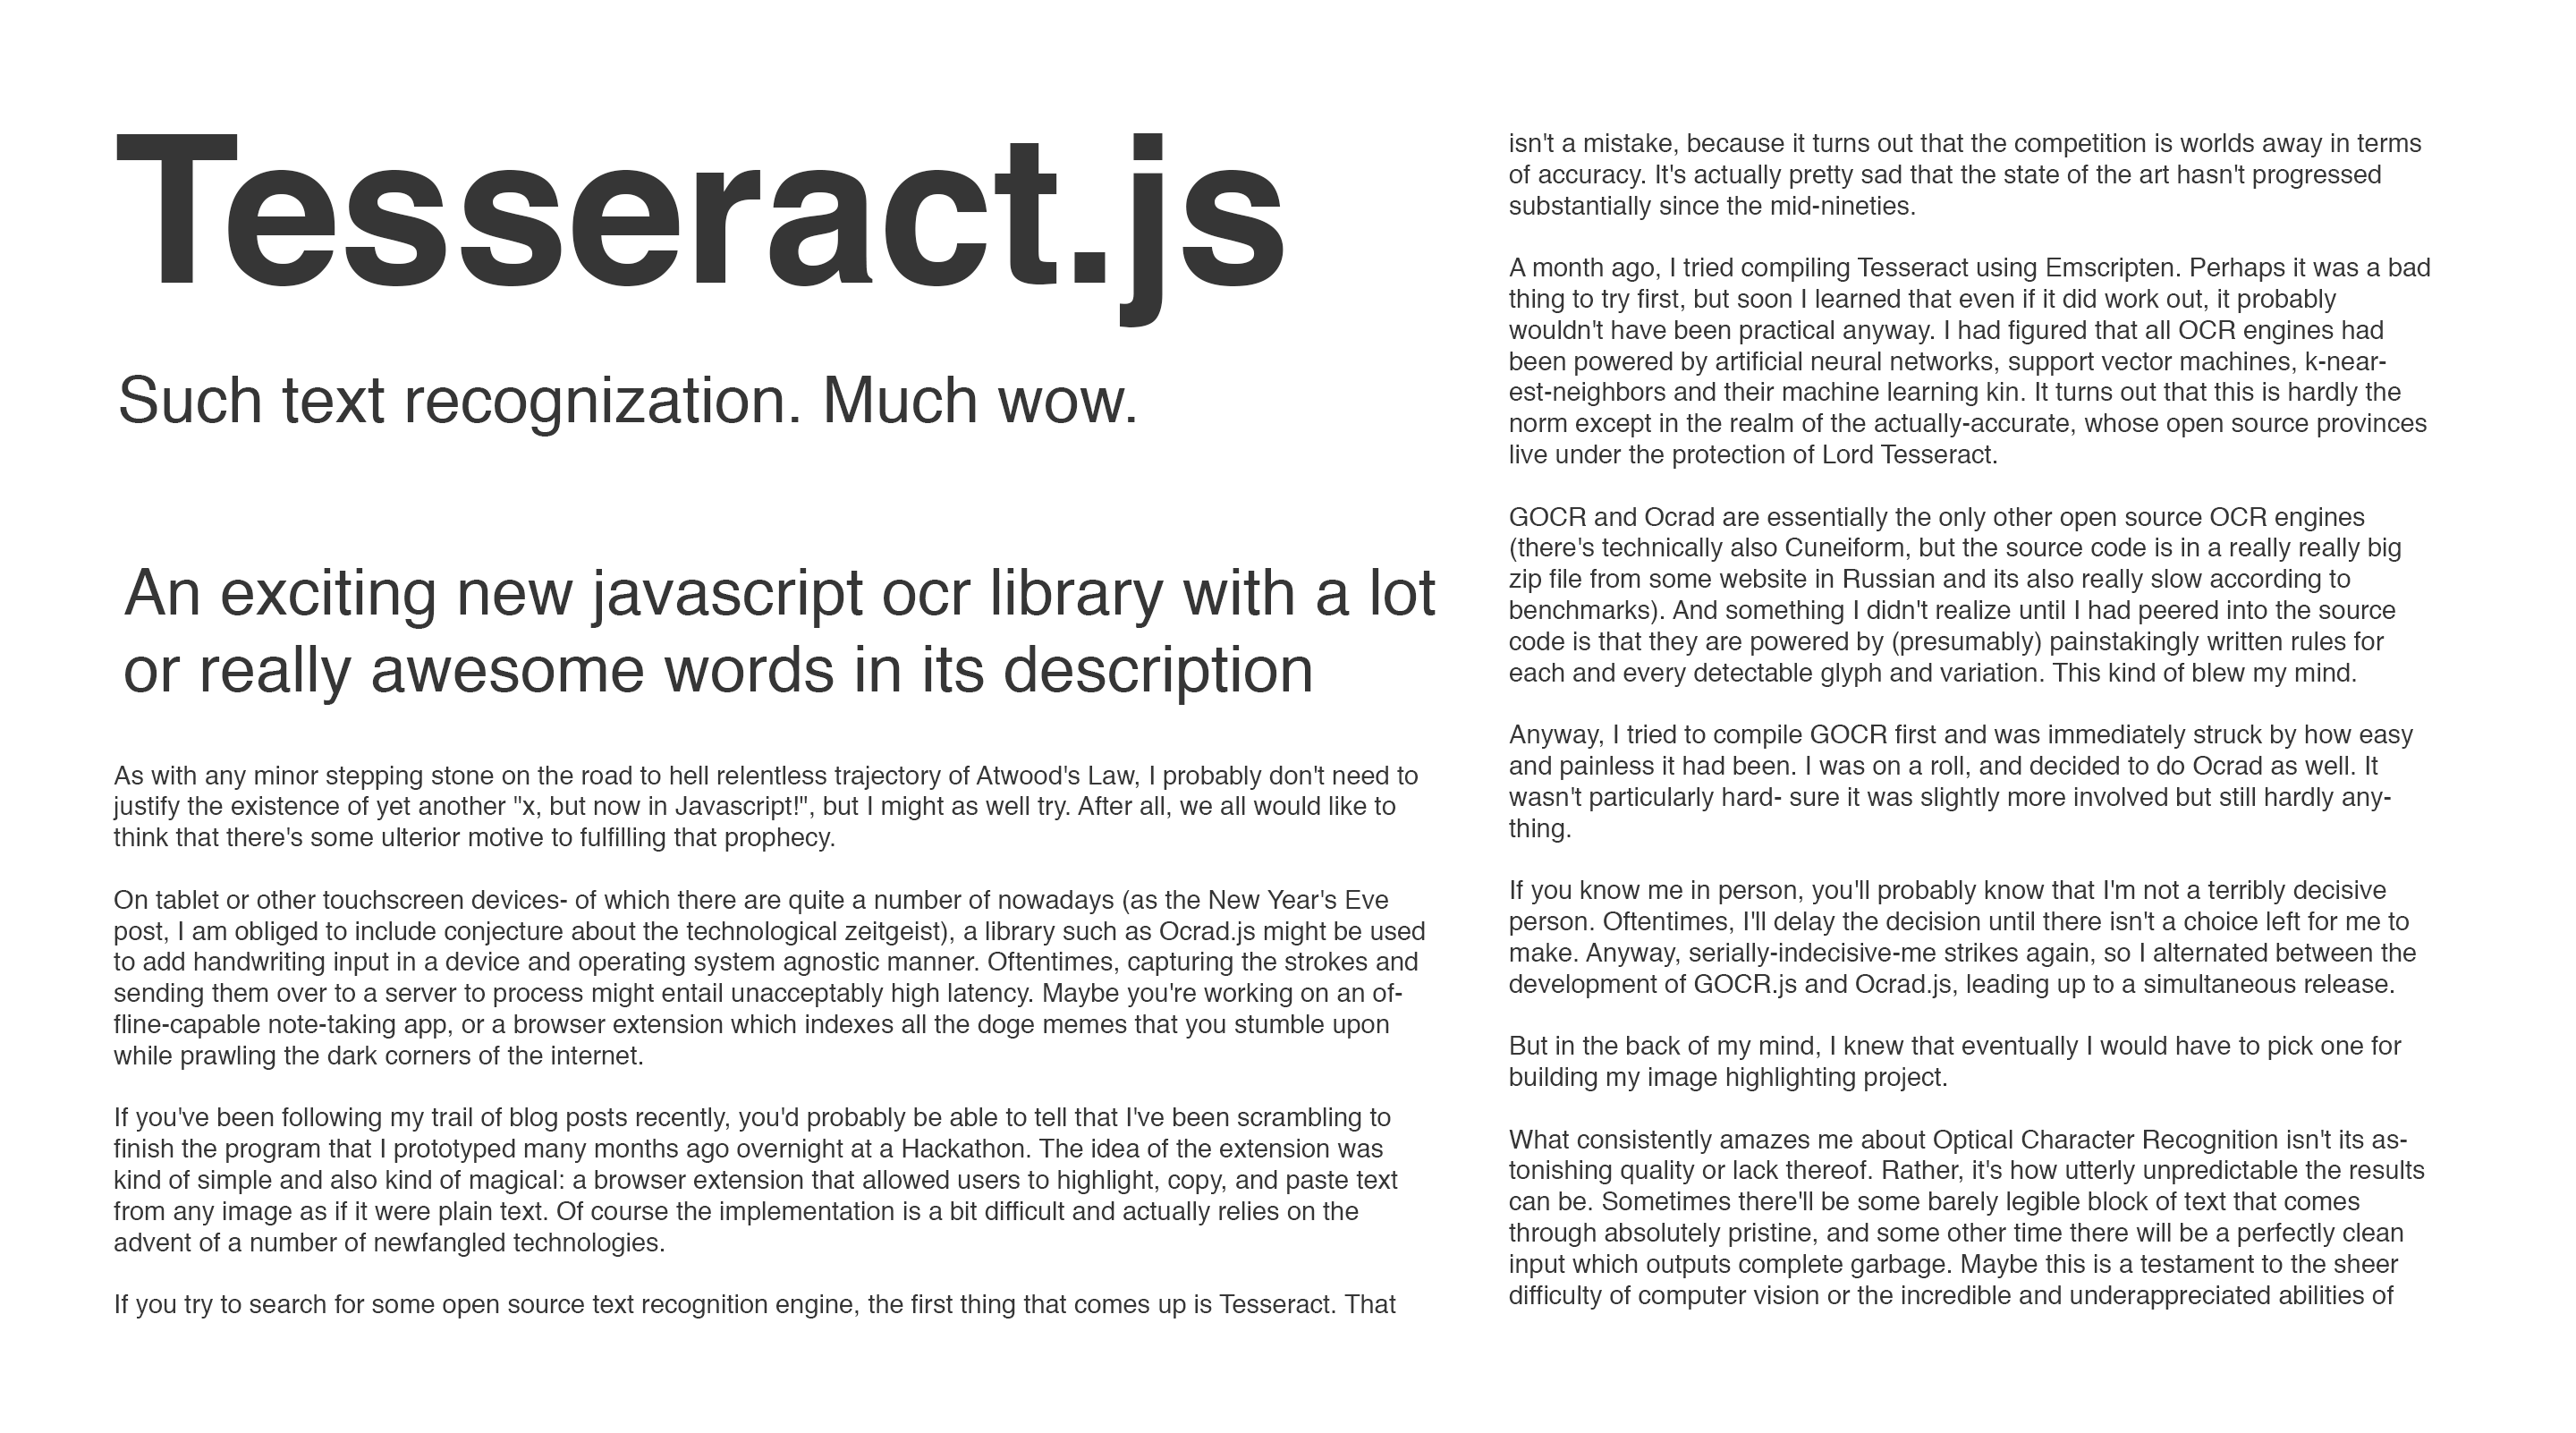 Tesseract.js
Such text recognization. Much wow.
An exciting new javascript ocr library with a lot
or really awesome words in its description
As with any minor stepping stone on the road to hell relentless trajectory of Atwood's Law, I probably don't need to
justify the existence of yet another "x, but now in Javascript!", but I might as well try. After all, we all would like to
think that there's some ulterior motive to fulfilling that prophecy.
On tablet or other touchscreen devices- of which there are quite a number of nowadays (as the New Year's Eve
post, I am obliged to include conjecture about the technological zeitgeist), a library such as Ocrad.js might be used
to add handwriting input in a device and operating system agnostic manner. Oftentimes, capturing the strokes and
sending them over to a server to process might entail unacceptably high latency. Maybe you're working on an of-
fline-capable note-taking app, or a browser extension which indexes all the doge memes that you stumble upon
while prawling the dark corners of the internet.
If you've been following my trail of blog posts recently, you'd probably be able to tell that I've been scrambling to
finish the program that I prototyped many months ago overnight at a Hackathon. The idea of the extension was
kind of simple and also kind of magical: a browser extension that allowed users to highlight, copy, and paste text
from any image as if it were plain text. Of course the implementation is a bit difficult and actually relies on the
advent of a number of newfangled technologies.
If you try to search for some open source text recognition engine, the first thing that comes up is Tesseract. That
isn't a mistake, because it turns out that the competition is worlds away in terms
of accuracy. It's actually pretty sad that the state of the art hasn't progressed
substantially since the mid-nineties.
A month ago, I tried compiling Tesseract using Emscripten. Perhaps it was a bad
thing to try first, but soon I learned that even if it did work out, it probably
wouldn't have been practical anyway. I had figured that all OCR engines had
been powered by artificial neural networks, support vector machines, k-near-
est-neighbors and their machine learning kin. It turns out that this is hardly the
norm except in the realm of the actually-accurate, whose open source provinces
live under the protection of Lord Tesseract.
GOCR and Ocrad are essentially the only other open source OCR engines
(there's technically also Cuneiform, but the source code is in a really really big
zip file from some website in Russian and its also really slow according to
benchmarks). And something I didn't realize until I had peered into the source
code is that they are powered by (presumably) painstakingly written rules for
each and every detectable glyph and variation. This kind of blew my mind.
Anyway, I tried to compile GOCR first and was immediately struck by how easy
and painless it had been. I was on a roll, and decided to do Ocrad as well. It
wasn't particularly hard- sure it was slightly more involved but still hardly any-
thing.
If you know me in person, you'll probably know that I'm not a terribly decisive
person. Oftentimes, I'll delay the decision until there isn't a choice left for me to
make. Anyway, serially-indecisive-me strikes again, so I alternated between the
development of GOCR.js and Ocrad.js, leading up to a simultaneous release.
But in the back of my mind, I knew that eventually I would have to pick one for
building my image highlighting project.
What consistently amazes me about Optical Character Recognition isn't its as-
tonishing quality or lack thereof. Rather, it's how utterly unpredictable the results
can be. Sometimes there'll be some barely legible block of text that comes
through absolutely pristine, and some other time there will be a perfectly clean
input which outputs complete garbage. Maybe this is a testament to the sheer
difficulty of computer vision or the incredible and underappreciated abilities of